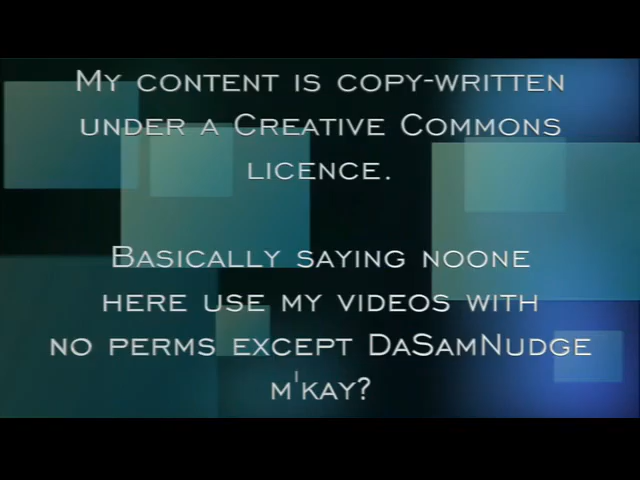 My content is copy-written
under a Creative Commons
licence.
Basically saying noone
here use my videos with
no perms except DaSamNudge
m'kay?